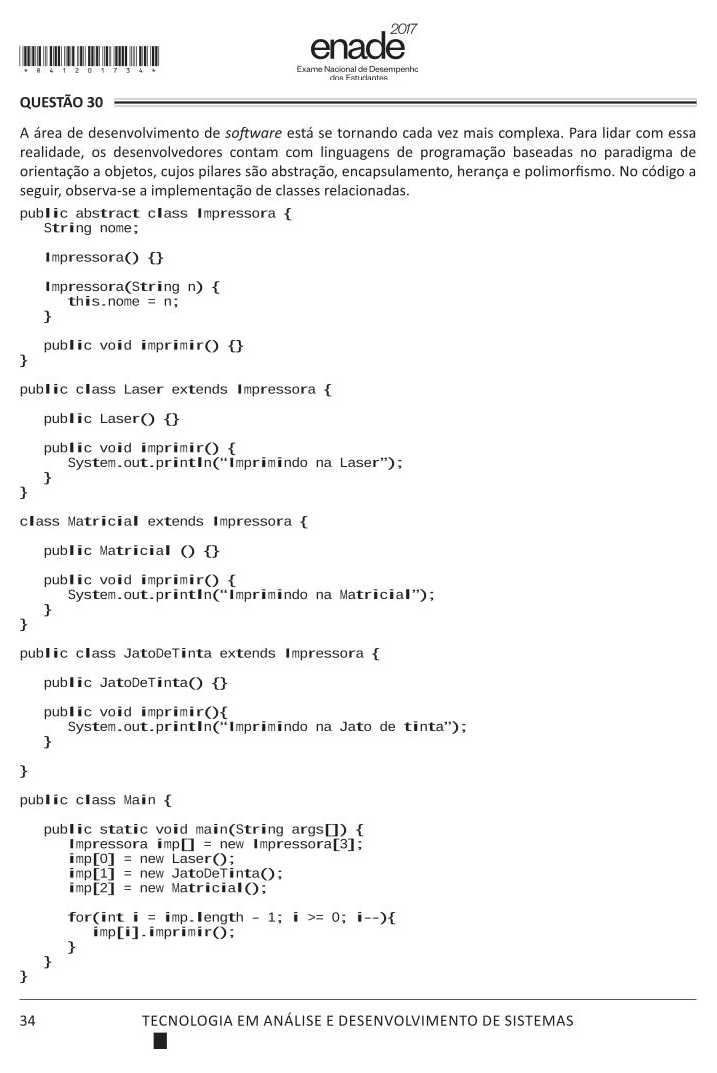 *R41201734*
2017
enade
Exame Nacional de Desempenho
dos Estudantes
QUESTÃO 30
A área de desenvolvimento de software está se tornando cada vez mais complexa. Para lidar com essa
realidade, os desenvolvedores contam com linguagens de programação baseadas no paradigma de
orientação a objetos, cujos pilares são abstração, encapsulamento, herança e polimorfismo. No código a
seguir, observa-se a implementação de classes relacionadas.
public abstract class Impressora {
   String nome;

   Impressora() {}

   Impressora(String n) {
      this.nome = n;
   }

   public void imprimir() {}
}

public class Laser extends Impressora {

   public Laser() {}

   public void imprimir() {
      System.out.println(“Imprimindo na Laser”);
   }
}

class Matricial extends Impressora {

   public Matricial () {}

   public void imprimir() {
      System.out.println(“Imprimindo na Matricial”);
   }
}

public class JatoDeTinta extends Impressora {

   public JatoDeTinta() {}

   public void imprimir(){
      System.out.println(“Imprimindo na Jato de tinta”);
   }

}

public class Main {

   public static void main(String args[]) {
      Impressora imp[] = new Impressora[3];
      imp[0] = new Laser();
      imp[1] = new JatoDeTinta();
      imp[2] = new Matricial();

      for(int i = imp.length – 1; i >= 0; i--){
         imp[i].imprimir();
      }
   }
}
34
TECNOLOGIA EM ANÁLISE E DESENVOLVIMENTO DE SISTEMAS